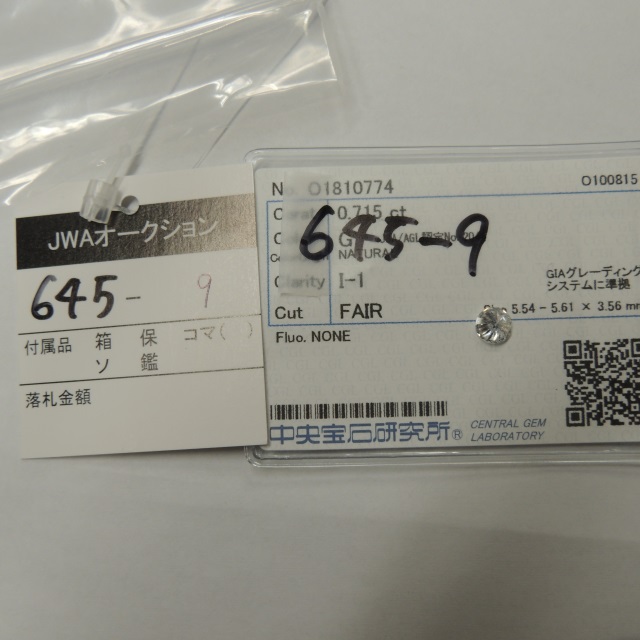 JWAオークション
645- 9
付属品 箱 保 コマ( )
ソ 鑑
落札金額
No. O1810774
O100815
0.715 ct
645-9
NATURAL
Clarity I-1
GIAグレーディング
システムに準拠
Cut FAIR
5.54 - 5.61 × 3.56 mm
Fluo. NONE
中央宝石研究所® CENTRAL GEM
LABORATORY